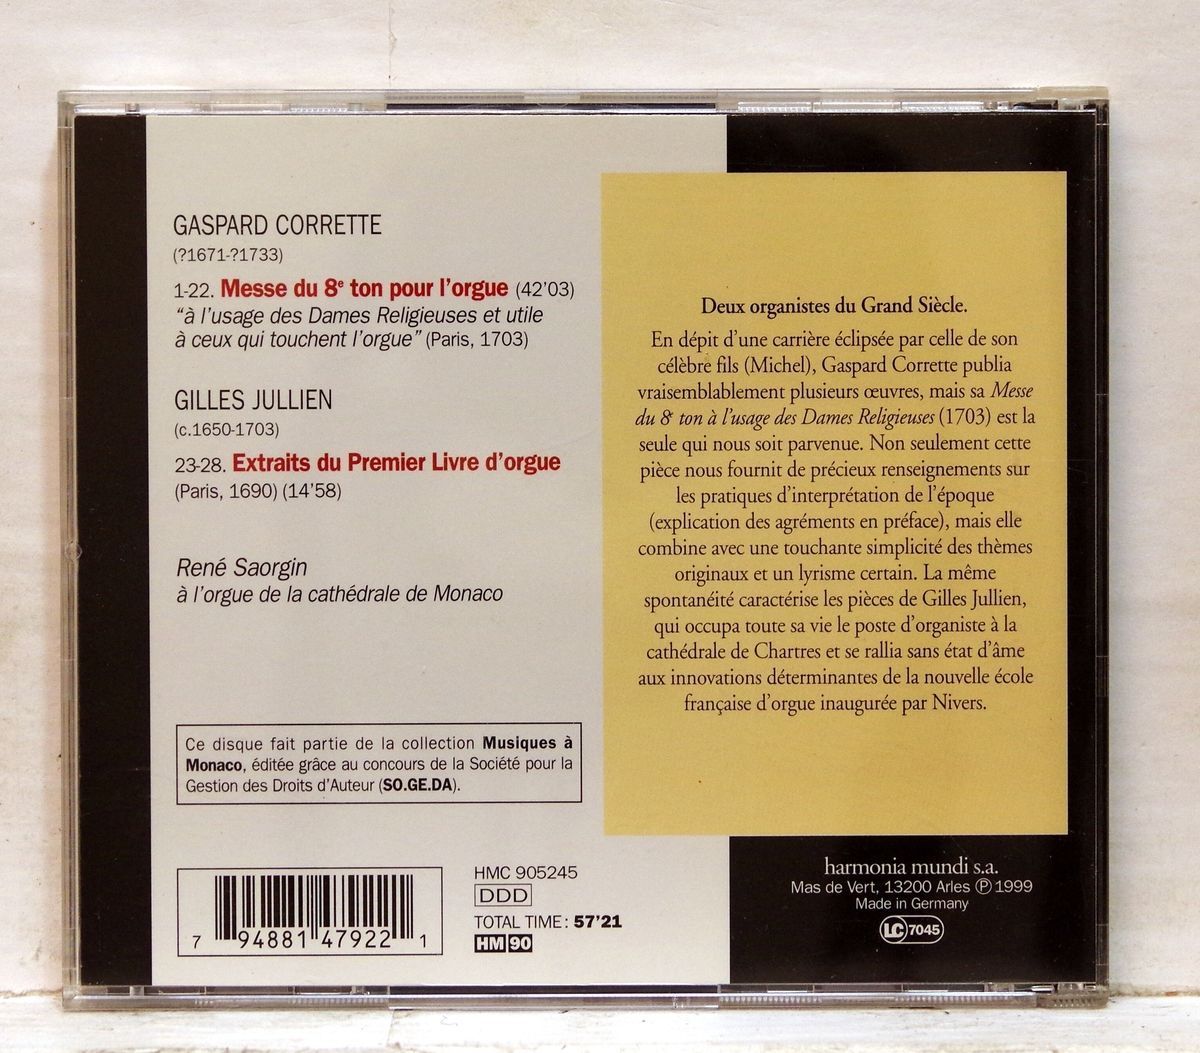 GASPARD CORRETTE
(?1671-?1733)
1-22. Messe du 8e ton pour l'orgue (42'03)
"à l'usage des Dames Religieuses et utile
à ceux qui touchent l'orgue" (Paris, 1703)
GILLES JULLIEN
(c.1650-1703)
23-28. Extraits du Premier Livre d'orgue
(Paris, 1690) (14'58)
René Saorgin
à l'orgue de la cathédrale de Monaco
Ce disque fait partie de la collection Musiques à
Monaco, éditée grâce au concours de la Société pour la
Gestion des Droits d'Auteur (SO.GE.DA).
7 94881 47922 1
HMC 905245
DDD
TOTAL TIME : 57'21
HM 90
Deux organistes du Grand Siècle.
En dépit d'une carrière éclipsée par celle de son
célèbre fils (Michel), Gaspard Corrette publia
vraisemblablement plusieurs œuvres, mais sa Messe
du 8e ton à l'usage des Dames Religieuses (1703) est la
seule qui nous soit parvenue. Non seulement cette
pièce nous fournit de précieux renseignements sur
les pratiques d'interprétation de l'époque
(explication des agréments en préface), mais elle
combine avec une touchante simplicité des thèmes
originaux et un lyrisme certain. La même
spontanéité caractérise les pièces de Gilles Jullien,
qui occupa toute sa vie le poste d'organiste à la
cathédrale de Chartres et se rallia sans état d'âme
aux innovations déterminantes de la nouvelle école
française d'orgue inaugurée par Nivers.
harmonia mundi s.a.
Mas de Vert, 13200 Arles Ⓟ 1999
Made in Germany
LC 7045